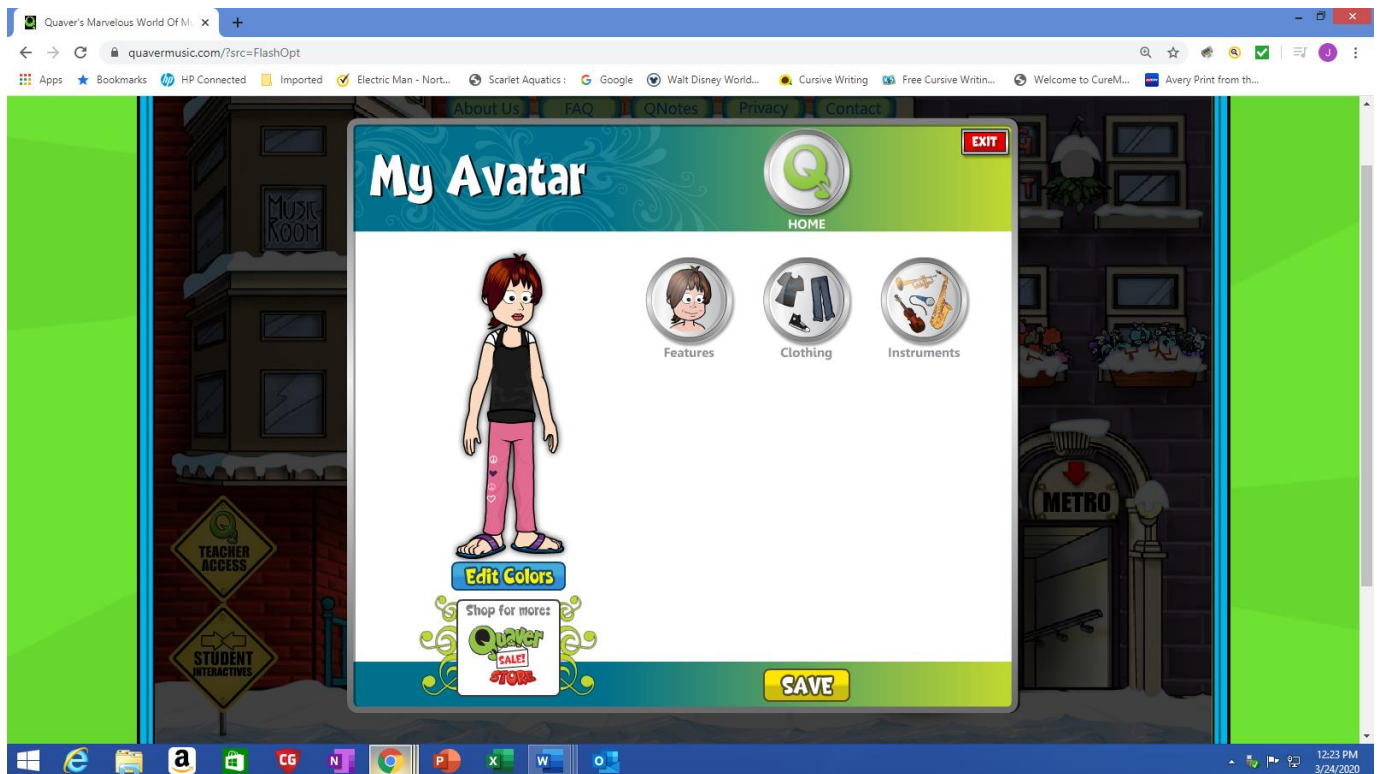 Quaver's Marvelous World Of M
quavermusic.com/?src=FlashOpt
J
Apps Bookmarks HP Connected Imported Electric Man - Nort... Scarlet Aquatics : Google Walt Disney World... Cursive Writing Free Cursive Writin... Welcome to CureM... Avery Print from th...
About Us FAQ QNotes Privacy Contact
My Avatar
Q
HOME
EXIT
MUSIC
ROOM
Features Clothing Instruments
METRO
TEACHER
ACCESS
Edit Colors
Shop for more:
Quaver
SALE!
STORE
STUDENT
INTERACTIVES
SAVE
12:23 PM
3/24/2020